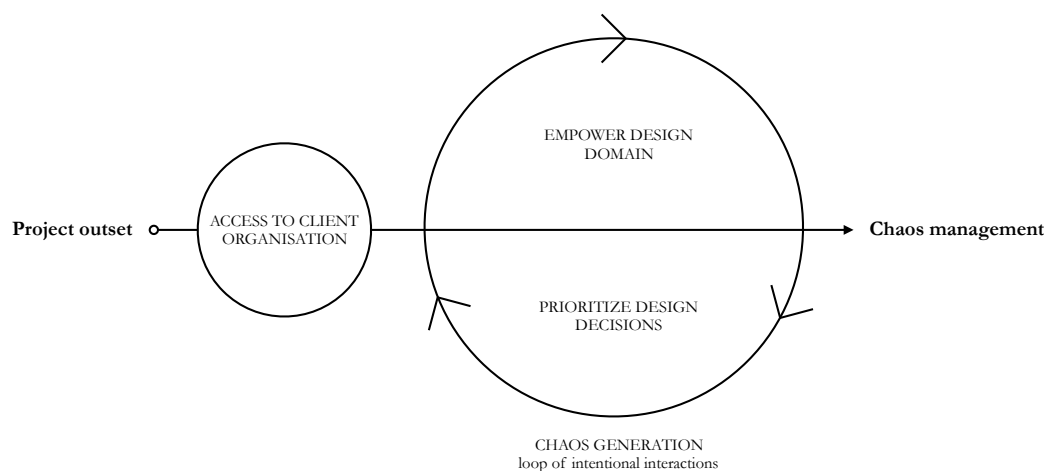 EMPOWER DESIGN
DOMAIN
Project outset
ACCESS TO CLIENT
ORGANISATION
Chaos management
PRIORITIZE DESIGN
DECISIONS
CHAOS GENERATION
loop of intentional interactions